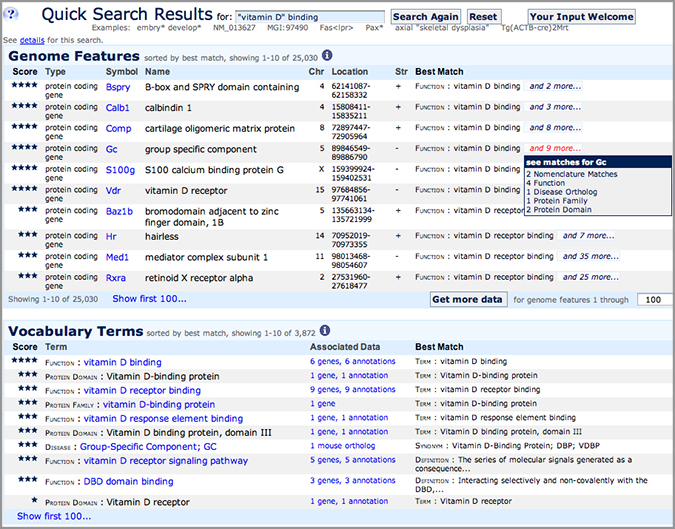 Quick Search Results for: "vitamin D" binding Search Again Reset Your Input Welcome
Examples: embry* develop* NM_013627 MGI:97490 Fas<lpr> Pax* axial "skeletal dysplasia" Tg(ACTB-cre)2Mrt
See details for this search.
Genome Features sorted by best match, showing 1-10 of 25,030
Score Type Symbol Name Chr Location Str Best Match
**** protein coding gene Bspry B-box and SPRY domain containing 4 62141087-62158332 + Function : vitamin D binding and 2 more...
**** protein coding gene Calb1 calbindin 1 4 15808411-15835211 + Function : vitamin D binding and 3 more...
**** protein coding gene Comp cartilage oligomeric matrix protein 8 72897447-72905964 + Function : vitamin D binding and 8 more...
**** protein coding gene Gc group specific component 5 89846549-89886790 - Function : vitamin D binding and 9 more...
see matches for Gc
2 Nomenclature Matches
4 Function
1 Disease Ortholog
1 Protein Family
2 Protein Domain
**** protein coding gene S100g S100 calcium binding protein G X 159399924-159402531 - Function : vitamin D binding
**** protein coding gene Vdr vitamin D receptor 15 97684856-97741061 - Function : vitamin D binding
*** protein coding gene Baz1b bromodomain adjacent to zinc finger domain, 1B 5 135663134-135721999 + Function : vitamin D receptor
*** protein coding gene Hr hairless 14 70952019-70973355 + Function : vitamin D receptor binding and 7 more...
*** protein coding gene Med1 mediator complex subunit 1 11 98013468-98054607 - Function : vitamin D receptor binding and 35 more...
*** protein coding gene Rxra retinoid X receptor alpha 2 27531960-27618477 + Function : vitamin D receptor binding and 25 more...
Showing 1-10 of 25,030 Show first 100... Get more data for genome features 1 through 100
Vocabulary Terms sorted by best match, showing 1-10 of 3,872
Score Term Associated Data Best Match
**** Function : vitamin D binding 6 genes, 6 annotations Term : vitamin D binding
*** Protein Domain : Vitamin D-binding protein 1 gene, 1 annotation Term : Vitamin D-binding protein
*** Function : vitamin D receptor binding 9 genes, 9 annotations Term : vitamin D receptor binding
*** Protein Family : vitamin D-binding protein 1 gene Term : vitamin D-binding protein
*** Function : vitamin D response element binding 1 gene, 1 annotation Term : vitamin D response element binding
*** Protein Domain : Vitamin D binding protein, domain III 1 gene, 1 annotation Term : Vitamin D binding protein, domain III
*** Disease : Group-Specific Component; GC 1 mouse ortholog Synonym : Vitamin D-Binding Protein; DBP; VDBP
*** Function : vitamin D receptor signaling pathway 5 genes, 5 annotations Definition : The series of molecular signals generated as a consequence...
*** Function : DBD domain binding 3 genes, 3 annotations Definition : Interacting selectively and non-covalently with the DBD,...
* Protein Domain : Vitamin D receptor 1 gene, 1 annotation Term : Vitamin D receptor
Show first 100...